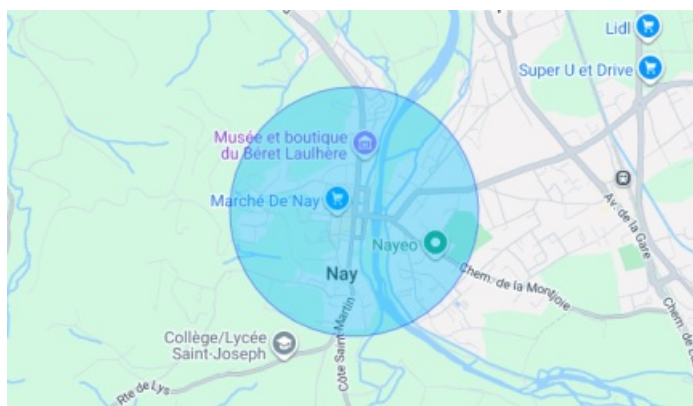 Lidl
Super U et Drive
Musée et boutique
du Béret Laulhère
Marché De Nay
Av. de la Gare
Nayeo
Chem. de la Montjoie
Nay
Côte Saint-Martin
Collège/Lycée
Saint-Joseph
Rte de Lys